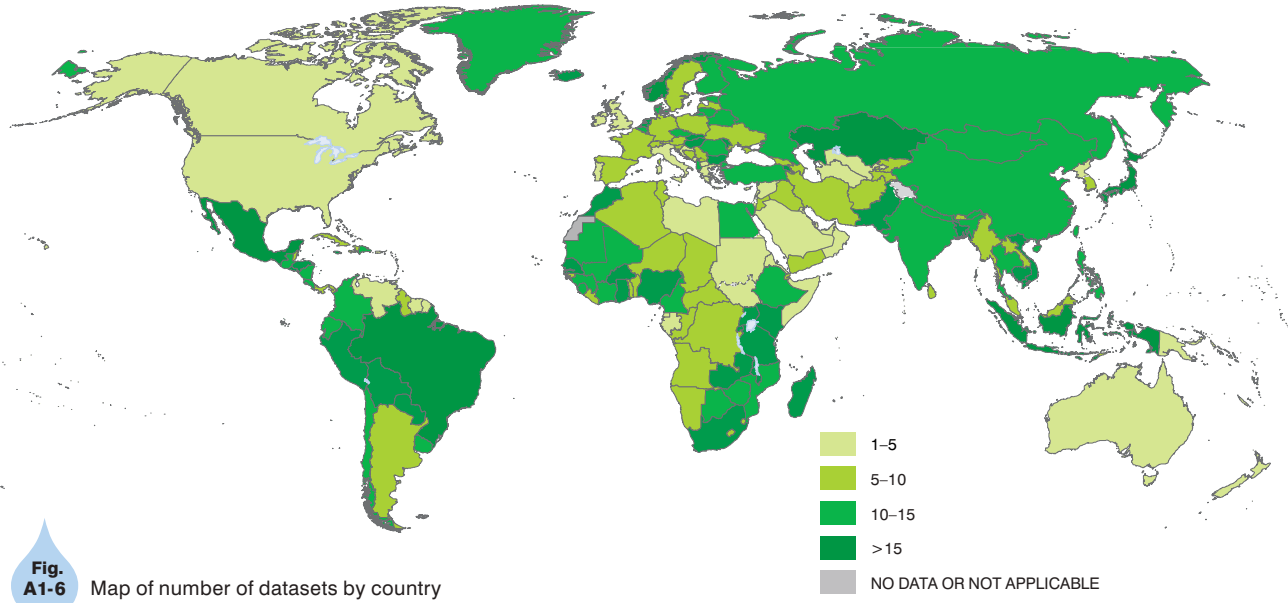 1–5
5–10
10–15
>15
NO DATA OR NOT APPLICABLE
Fig.
A1-6
Map of number of datasets by country